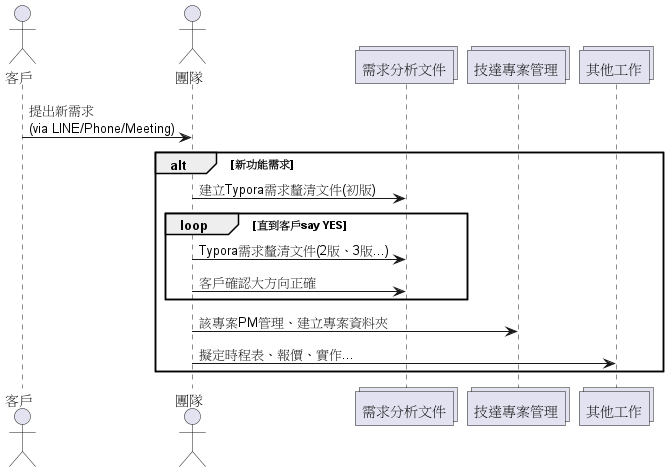 客戶
團隊
需求分析文件
技達專案管理
其他工作
提出新需求
(via LINE/Phone/Meeting)
alt [新功能需求]
建立Typora需求釐清文件(初版)
loop [直到客戶say YES]
Typora需求釐清文件(2版、3版...)
客戶確認大方向正確
該專案PM管理、建立專案資料夾
擬定時程表、報價、實作...
客戶
團隊
需求分析文件
技達專案管理
其他工作